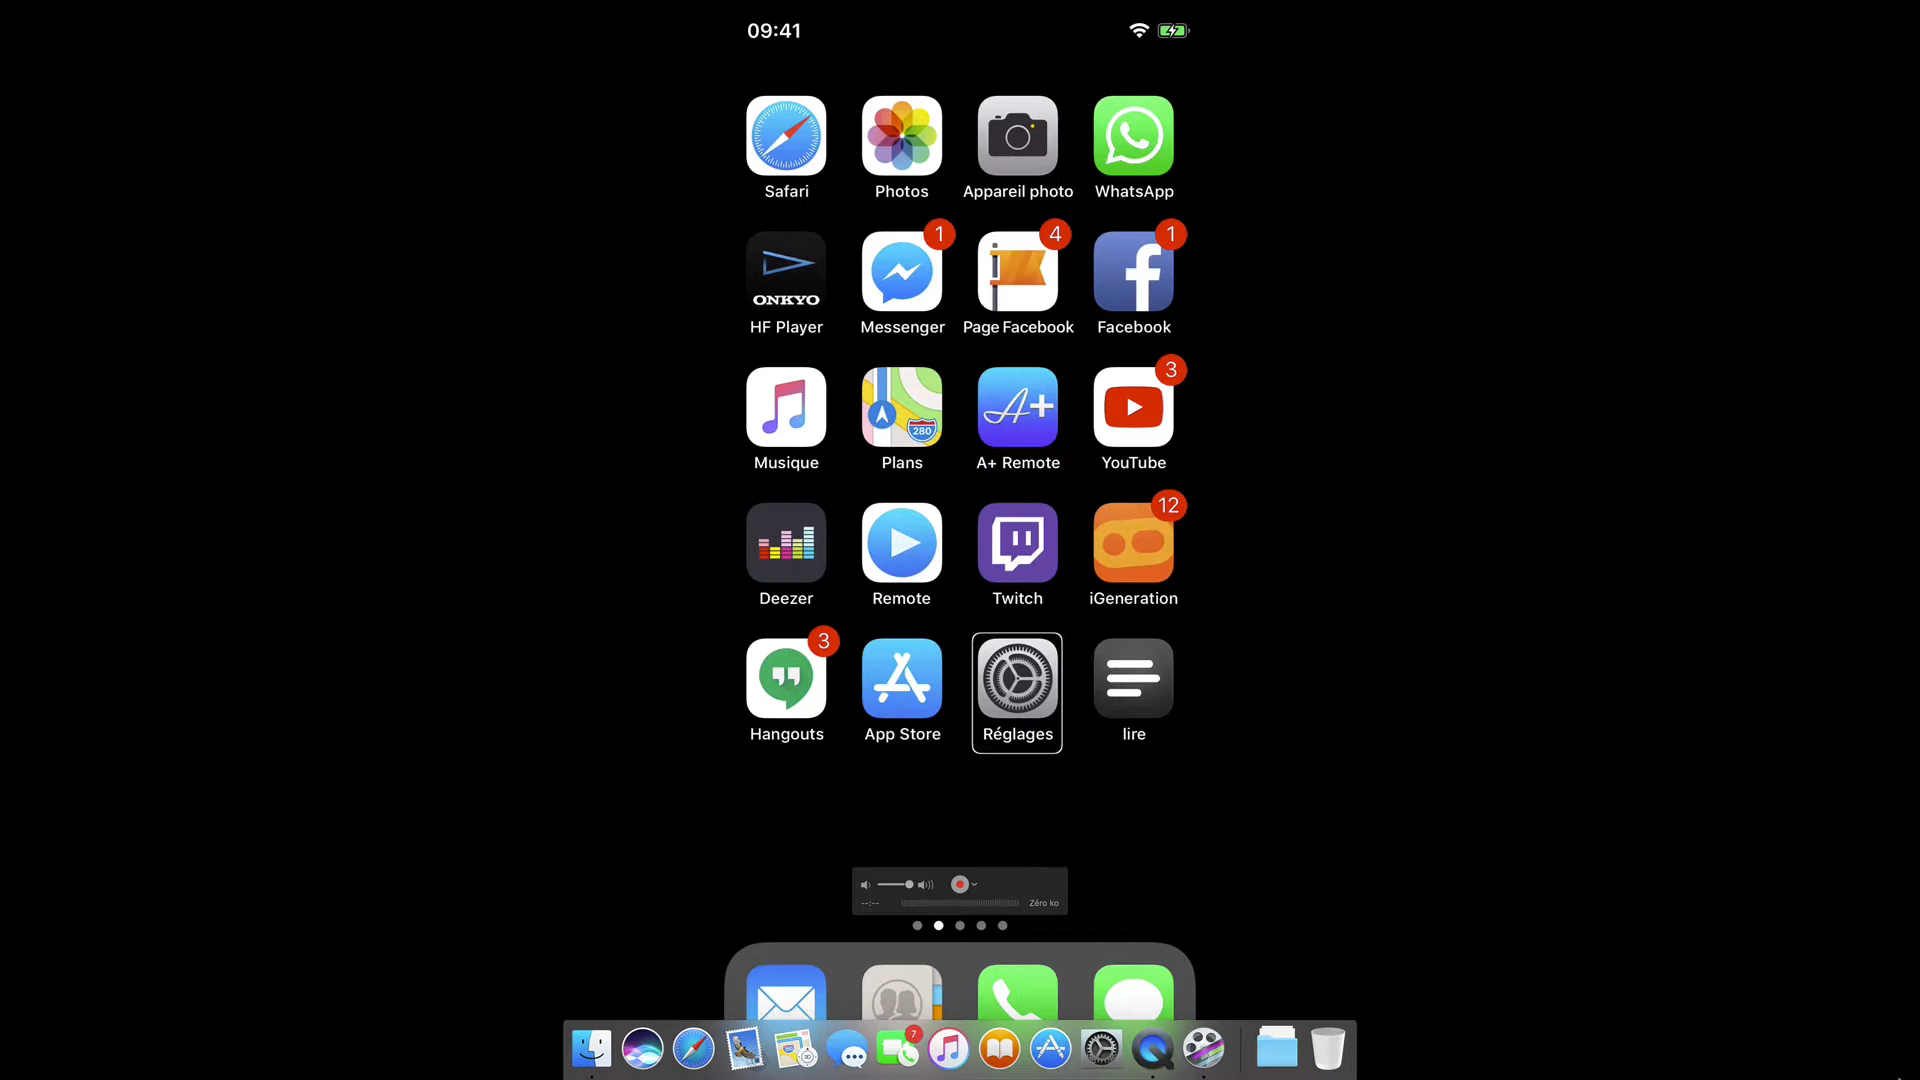 09:41
Safari Photos Appareil photo WhatsApp
1 4 1
ONKYO
HF Player Messenger Page Facebook Facebook
3
280
A+
Musique Plans A+ Remote YouTube
12
Deezer Remote Twitch iGeneration
3
Hangouts App Store Réglages lire
--:-- Zéro ko
7
3D